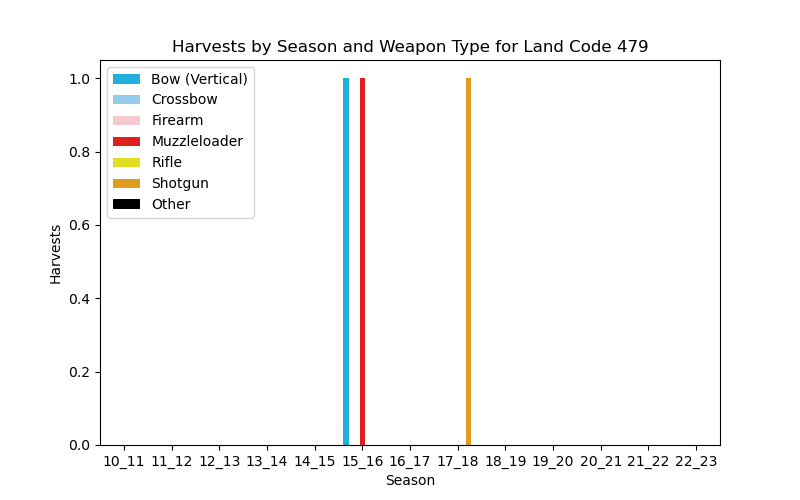 Harvests by Season and Weapon Type for Land Code 479
Bow (Vertical)
Crossbow
Firearm
Muzzleloader
Rifle
Shotgun
Other
1.0
0.8
0.6
0.4
0.2
0.0
Harvests
10_11 11_12 12_13 13_14 14_15 15_16 16_17 17_18 18_19 19_20 20_21 21_22 22_23
Season